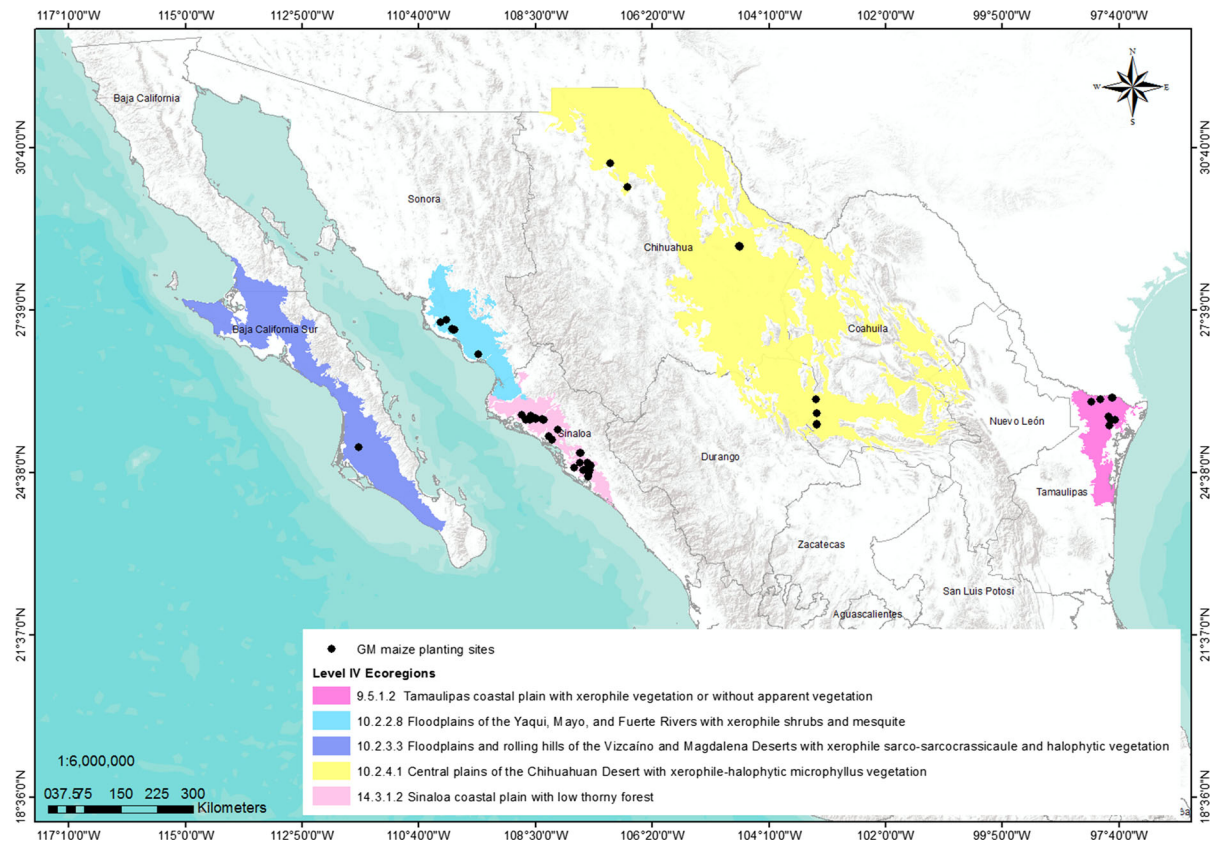 117°10'0"W 115°0'0"W 112°50'0"W 110°40'0"W 108°30'0"W 106°20'0"W 104°10'0"W 102°0'0"W 99°50'0"W 97°40'0"W
N
W E
S
Baja California
30°40'0"N 30°40'0"N
Sonora
Chihuahua
27°39'0"N 27°39'0"N
Baja California Sur
Coahuila
Nuevo León
Sinaloa
Durango
24°38'0"N 24°38'0"N
Tamaulipas
Zacatecas
San Luis Potosí
Aguascalientes
21°37'0"N 21°37'0"N
GM maize planting sites
Level IV Ecoregions
9.5.1.2 Tamaulipas coastal plain with xerophile vegetation or without apparent vegetation
10.2.2.8 Floodplains of the Yaqui, Mayo, and Fuerte Rivers with xerophile shrubs and mesquite
10.2.3.3 Floodplains and rolling hills of the Vizcaíno and Magdalena Deserts with xerophile sarco-sarcocrassicaule and halophytic vegetation
10.2.4.1 Central plains of the Chihuahuan Desert with xerophile-halophytic microphyllus vegetation
14.3.1.2 Sinaloa coastal plain with low thorny forest
1:6,000,000
0 37.5 75 150 225 300
Kilometers
18°36'0"N 18°36'0"N
117°10'0"W 115°0'0"W 112°50'0"W 110°40'0"W 108°30'0"W 106°20'0"W 104°10'0"W 102°0'0"W 99°50'0"W 97°40'0"W